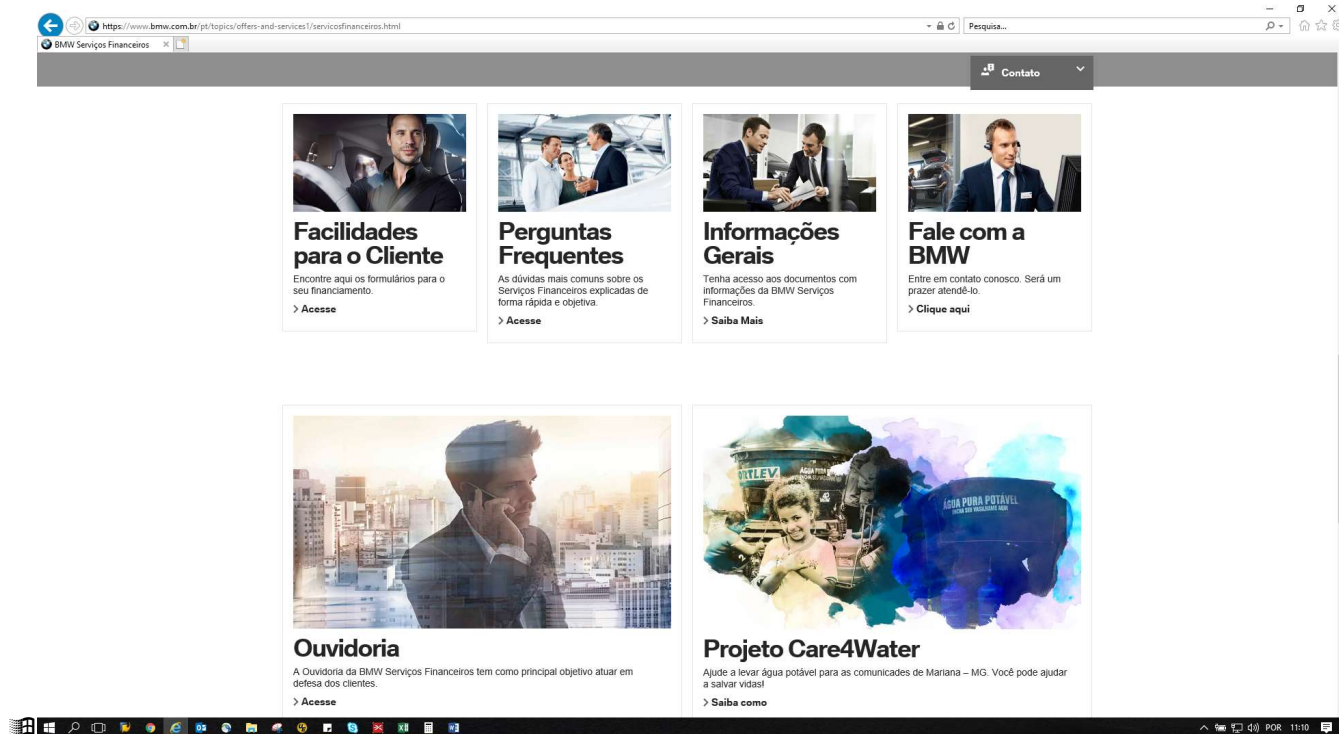 https://www.bmw.com.br/pt/topics/offers-and-services1/servicosfinanceiros.html
Pesquisa...
BMW Serviços Financeiros
Contato
Facilidades
para o Cliente
Encontre aqui os formulários para o
seu financiamento.
> Acesse
Perguntas
Frequentes
As dúvidas mais comuns sobre os
Serviços Financeiros explicadas de
forma rápida e objetiva.
> Acesse
Informações
Gerais
Tenha acesso aos documentos com
informações da BMW Serviços
Financeiros.
> Saiba Mais
Fale com a
BMW
Entre em contato conosco. Será um
prazer atendê-lo.
> Clique aqui
ORTLEV
ÁGUA PURA
ÁGUA PURA POTÁVEL
Ouvidoria
A Ouvidoria da BMW Serviços Financeiros tem como principal objetivo atuar em
defesa dos clientes.
> Acesse
Projeto Care4Water
Ajude a levar água potável para as comunicades de Mariana – MG. Você pode ajudar
a salvar vidas!
> Saiba como
POR 11:10